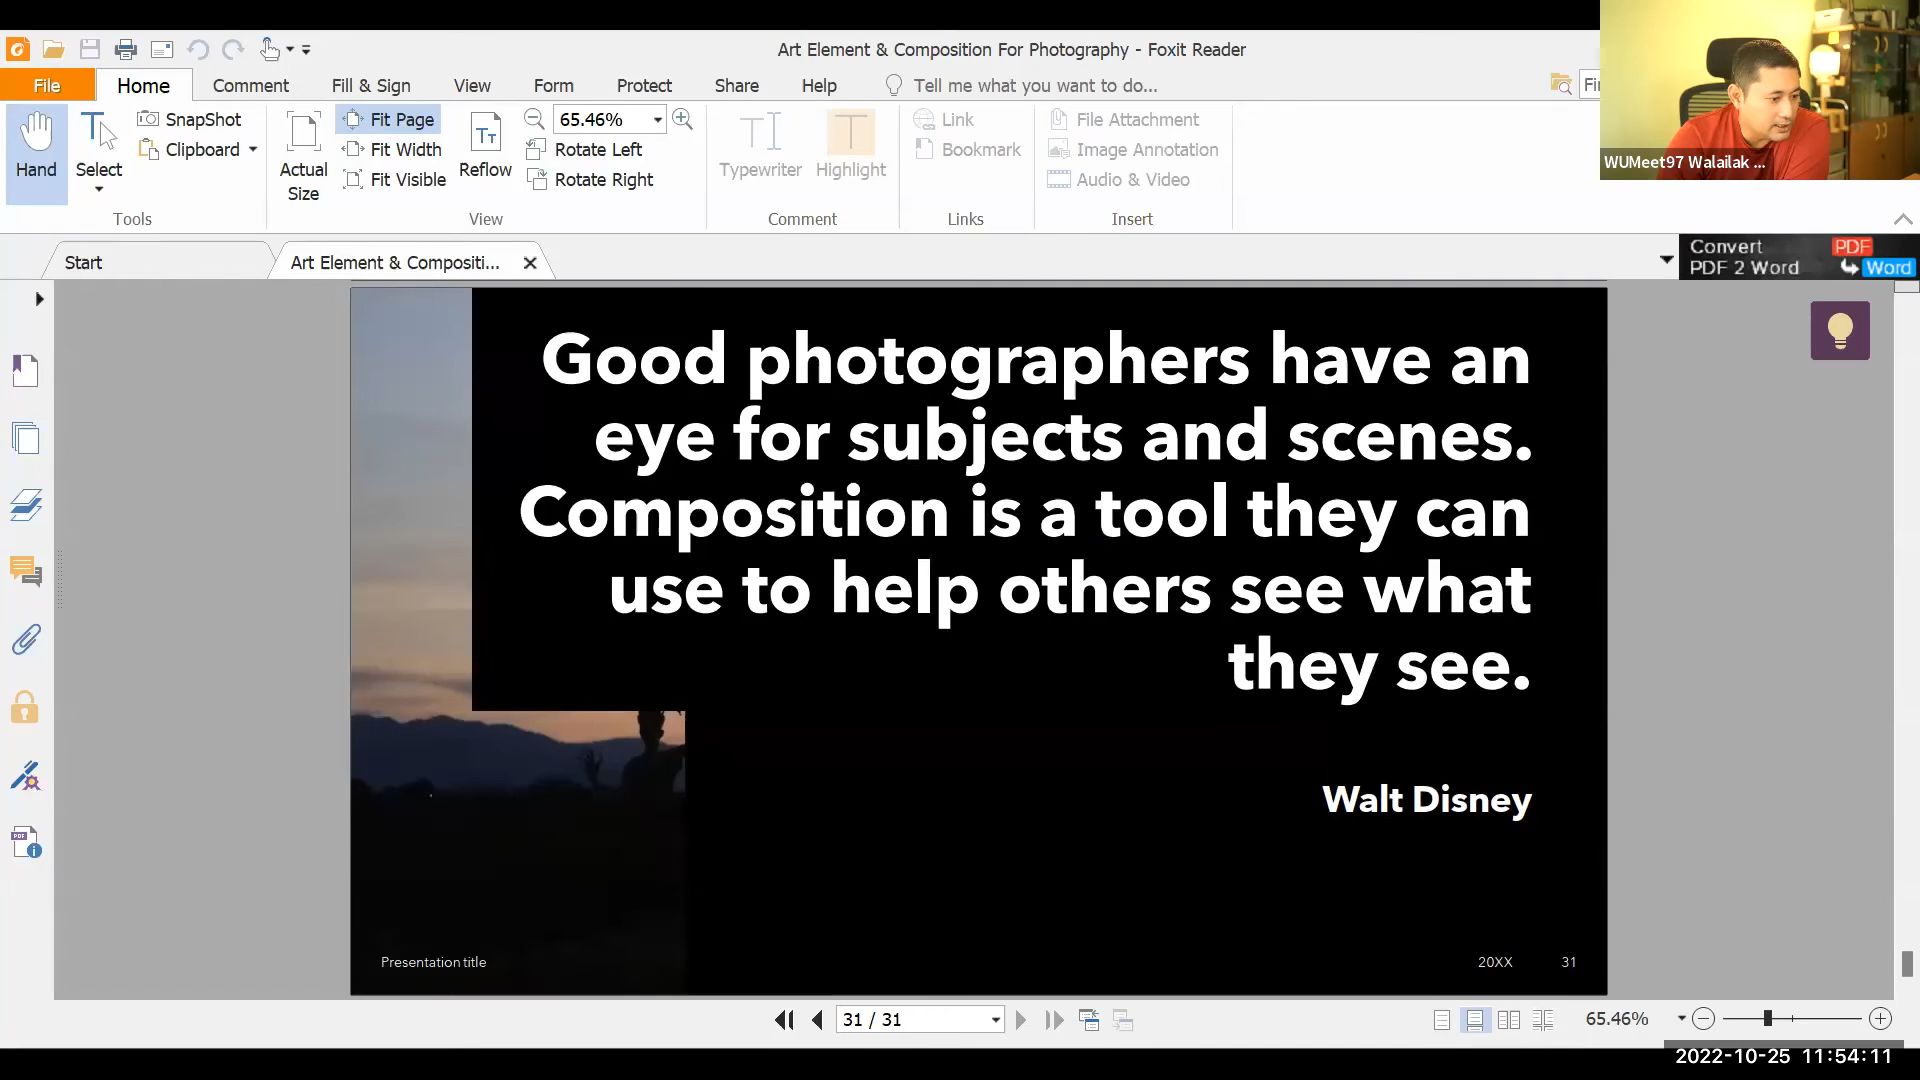 Art Element & Composition For Photography - Foxit Reader
File Home Comment Fill & Sign View Form Protect Share Help Tell me what you want to do... Fin
Hand
Select
SnapShot
Clipboard
Tools
Actual Size
Fit Page
Fit Width
Fit Visible
Reflow
65.46%
Rotate Left
Rotate Right
View
Typewriter
Highlight
Comment
Link
Bookmark
Links
File Attachment
Image Annotation
Audio & Video
Insert
WUMeet97 Walailak ...
Start
Art Element & Compositi...
Convert PDF
PDF 2 Word Word
Good photographers have an
eye for subjects and scenes.
Composition is a tool they can
use to help others see what
they see.
Walt Disney
Presentation title 20XX 31
31 / 31
65.46%
2022-10-25 11:54:11